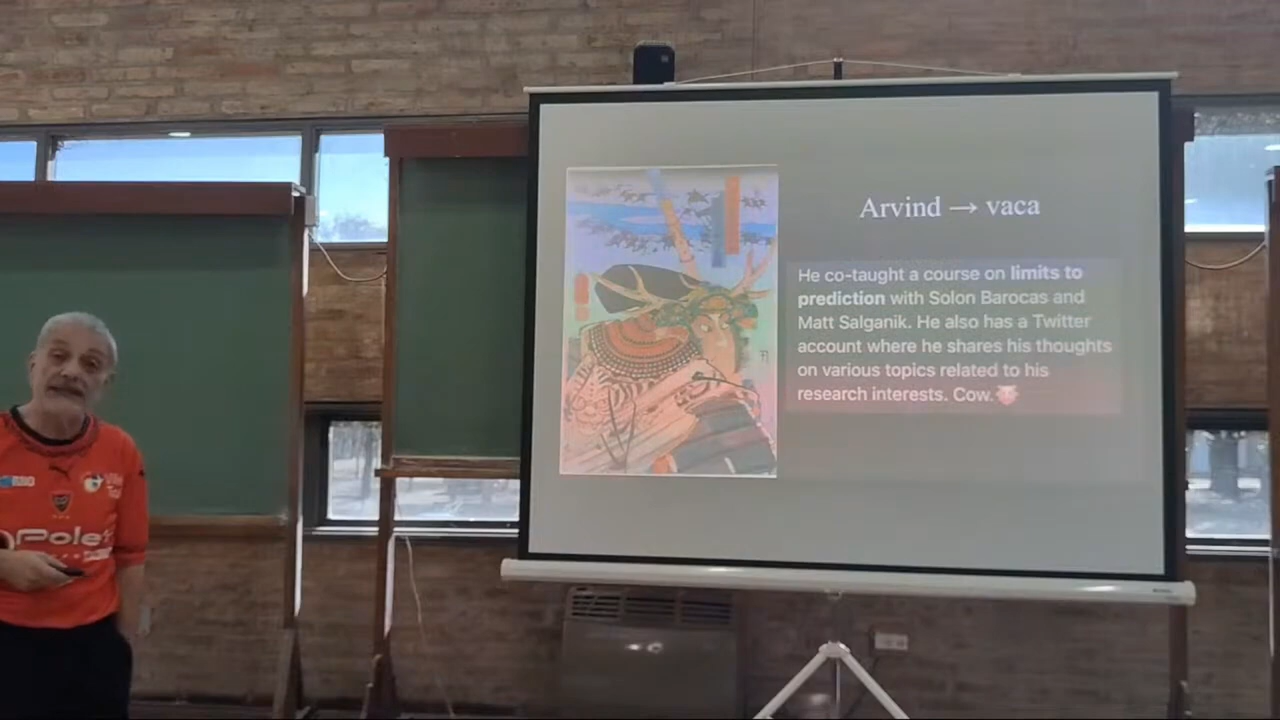 Arvind → vaca
He co-taught a course on limits to
prediction with Solon Barocas and
Matt Salganik. He also has a Twitter
account where he shares his thoughts
on various topics related to his
research interests. Cow.
Pole